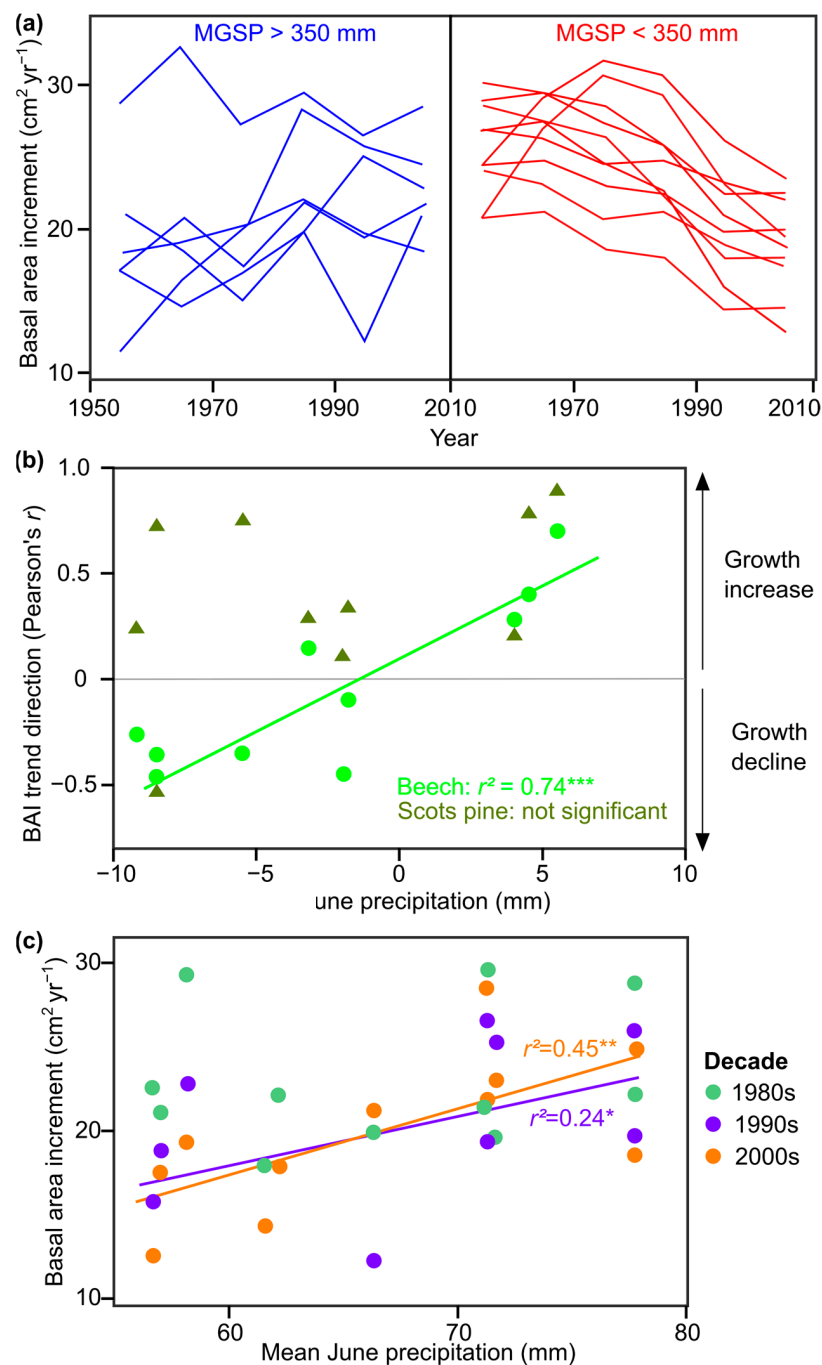 (a)
MGSP > 350 mm
MGSP < 350 mm
Basal area increment (cm² yr⁻¹)
30
20
10
1950
1970
1990
2010
1970
1990
2010
Year
(b)
BAI trend direction (Pearson's r)
1.0
0.5
0
−0.5
Growth
increase
Growth
decline
Beech: r² = 0.74***
Scots pine: not significant
−10
−5
0
5
10
une precipitation (mm)
(c)
Basal area increment (cm² yr⁻¹)
30
20
10
r²=0.45**
r²=0.24*
Decade
1980s
1990s
2000s
60
70
80
Mean June precipitation (mm)